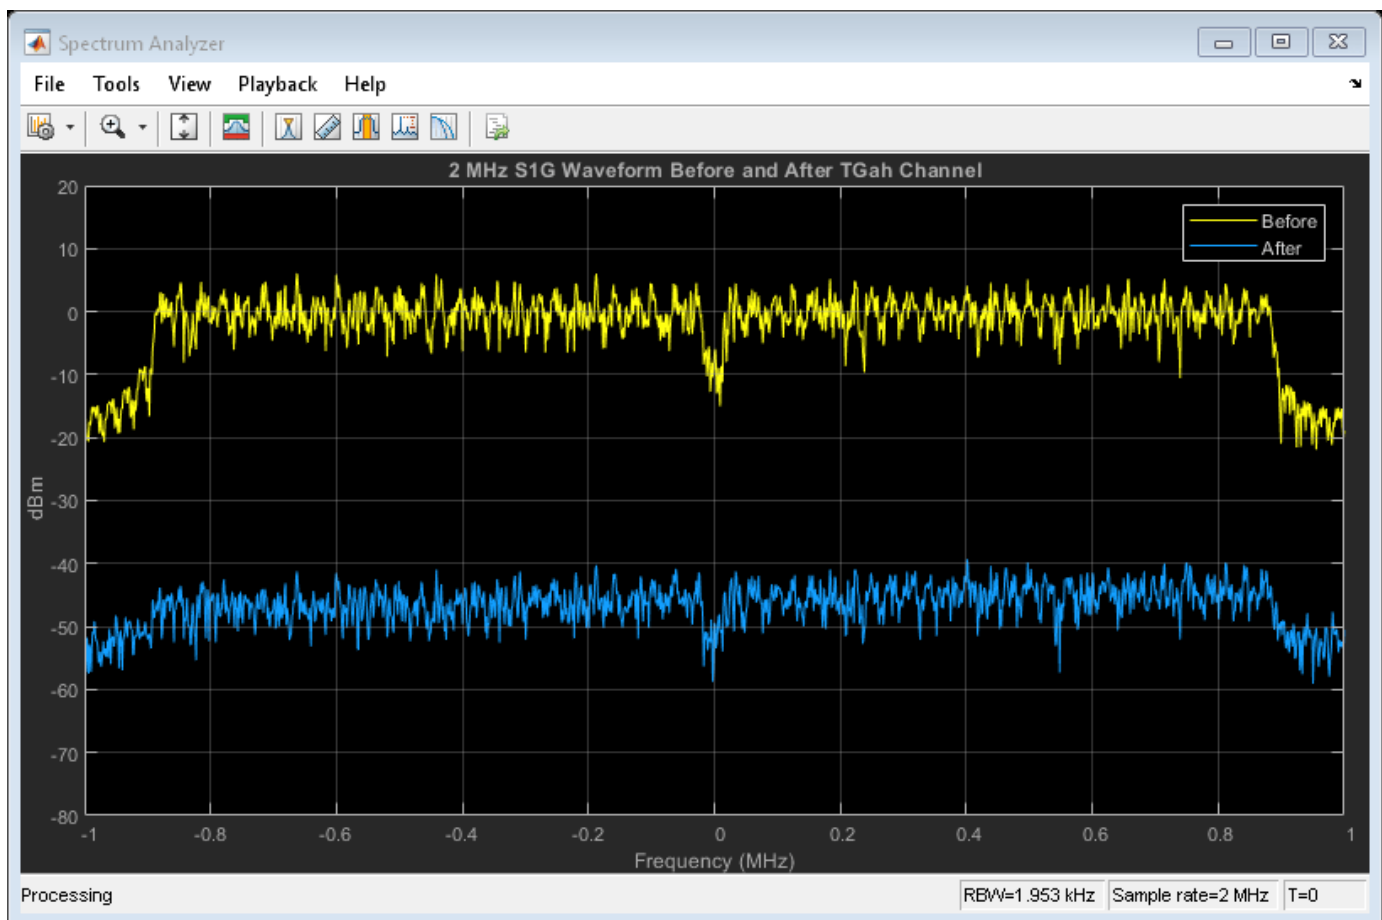 Spectrum Analyzer
File Tools View Playback Help
2 MHz S1G Waveform Before and After TGah Channel
Before
After
20
10
0
-10
-20
-30
-40
-50
-60
-70
-80
dBm
-1 -0.8 -0.6 -0.4 -0.2 0 0.2 0.4 0.6 0.8 1
Frequency (MHz)
Processing RBW=1.953 kHz Sample rate=2 MHz T=0